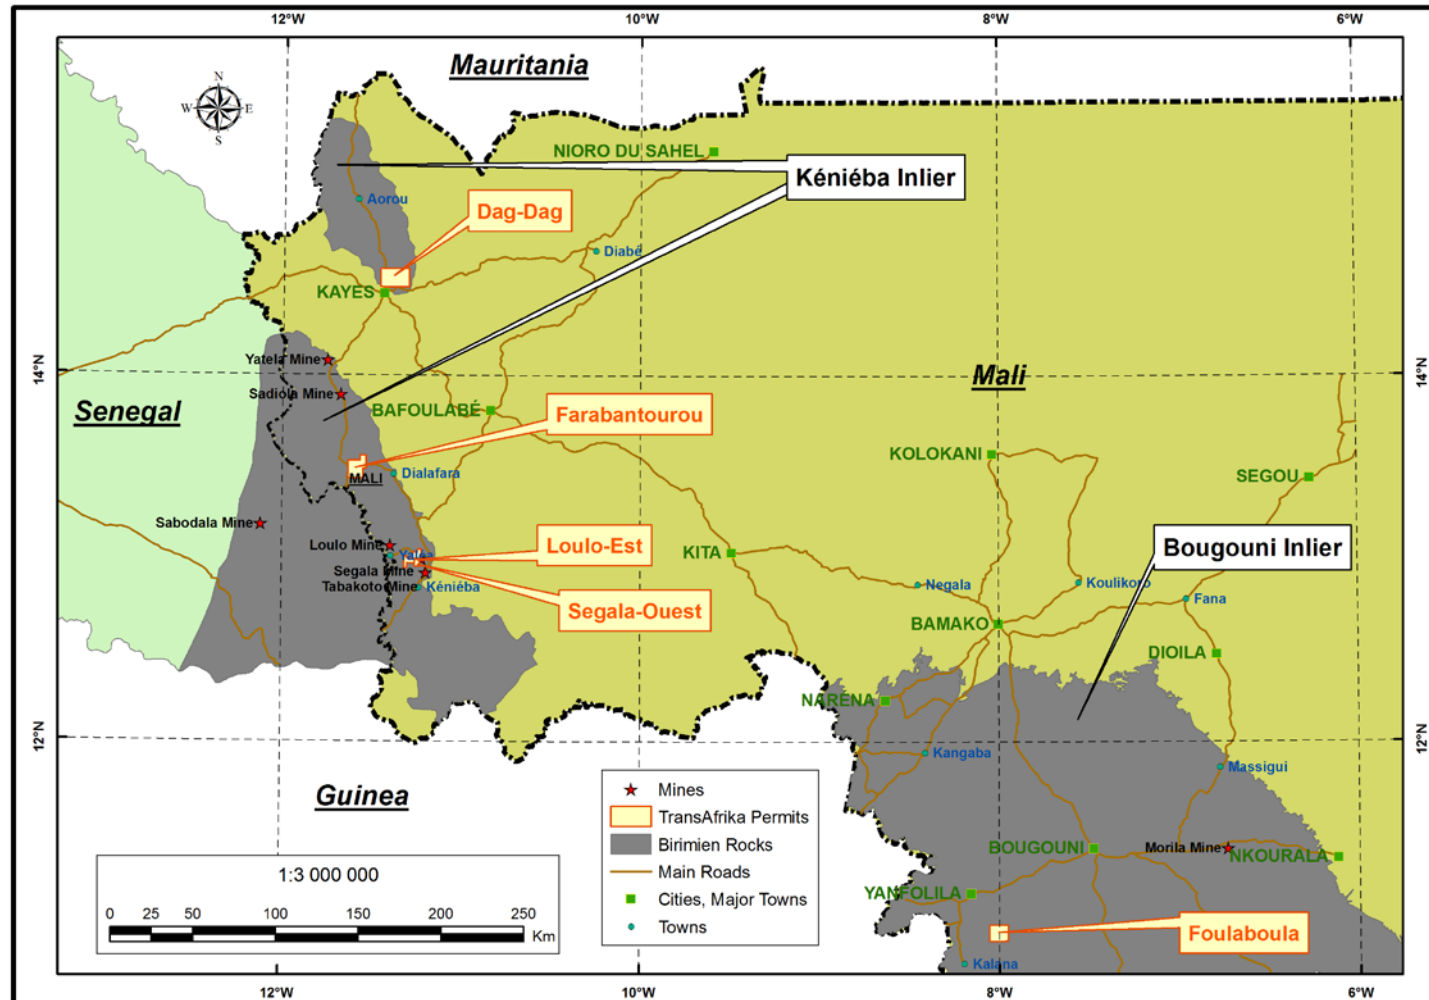 12°W
10°W
8°W
6°W
Mauritania
N
W
E
S
NIORO DU SAHEL
Kéniéba Inlier
Aorou
Dag-Dag
Diabé
KAYES
14°N
14°N
Yatela Mine
Mali
Sadiola Mine
Senegal
BAFOULABÉ
Farabantourou
KOLOKANI
SEGOU
Dialafara
MALI
Sabodala Mine
Loulo Mine
Loulo-Est
KITA
Bougouni Inlier
Yaléa
Segala Mine
Tabakoto Mine
Kéniéba
Segala-Ouest
Negala
Koulikoro
Fana
BAMAKO
DIOILA
NARENA
12°N
12°N
Kangaba
Massigui
Guinea
Mines
TransAfrika Permits
Birimien Rocks
Main Roads
Cities, Major Towns
Towns
BOUGOUNI
Morila Mine
NKOURALA
1:3 000 000
YANFOLILA
0 25 50 100 150 200 250
Km
Foulaboula
Kalana
12°W
10°W
8°W
6°W